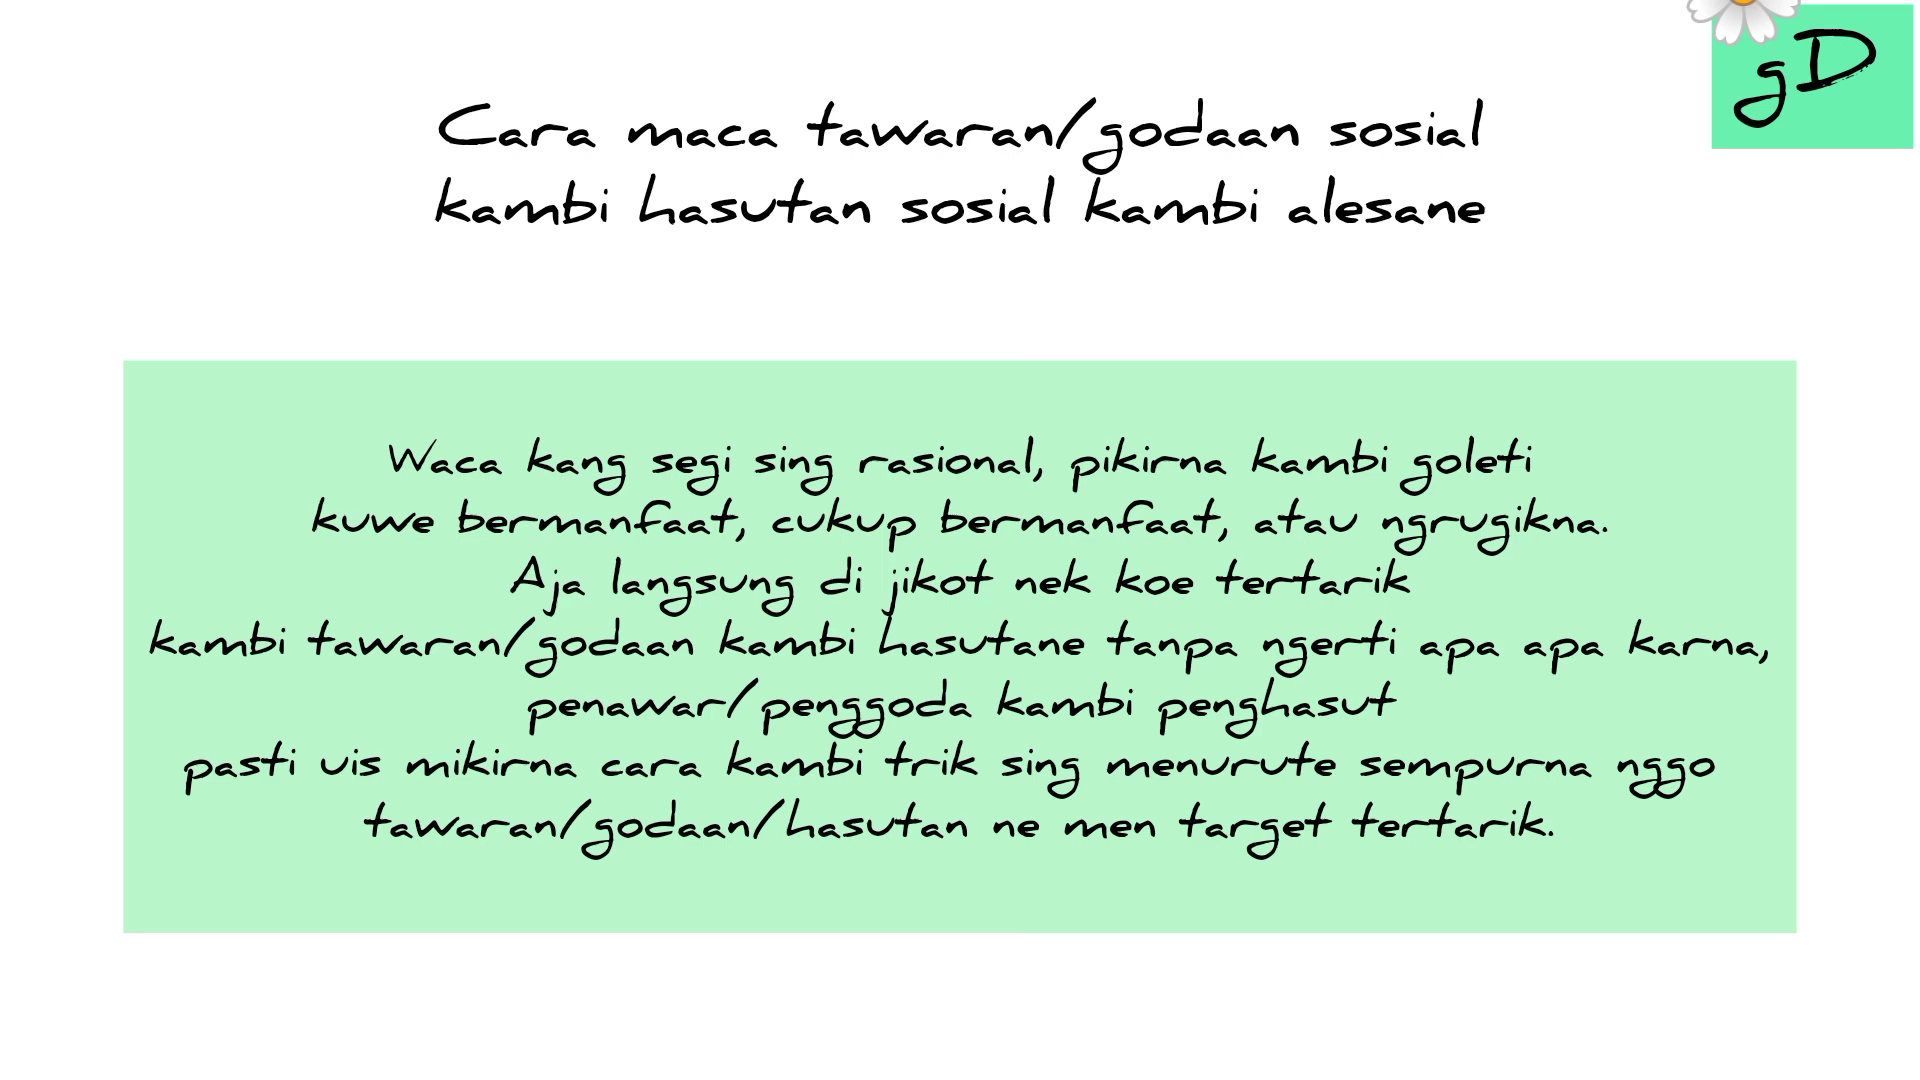 gD
Cara maca tawaran/godaan sosial
kambi hasutan sosial kambi alesane
Waca kang segi sing rasional, pikirna kambi goleti
kuwe bermanfaat, cukup bermanfaat, atau ngrugikna.
Aja langsung di jikot nek koe tertarik
kambi tawaran/godaan kambi hasutane tanpa ngerti apa apa karna,
penawar/penggoda kambi penghasut
pasti uis mikirna cara kambi trik sing menurute sempurna nggo
tawaran/godaan/hasutan ne men target tertarik.